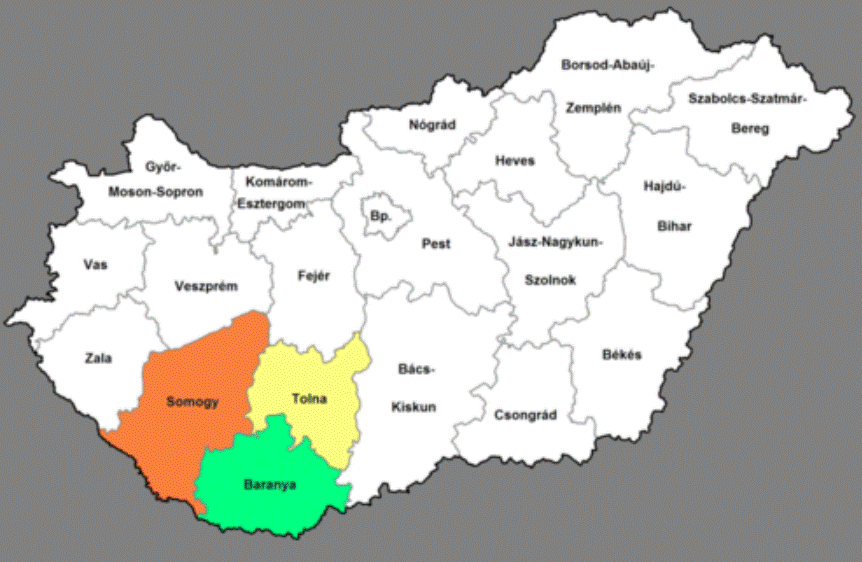 Borsod-Abaúj-
Zemplén
Szabolcs-Szatmár-
Bereg
Nógrád
Heves
Győr-
Moson-Sopron
Komárom-
Esztergom
Hajdú-
Bihar
Bp.
Pest
Jász-Nagykun-
Szolnok
Vas
Veszprém
Fejér
Zala
Somogy
Tolna
Bács-
Kiskun
Békés
Csongrád
Baranya